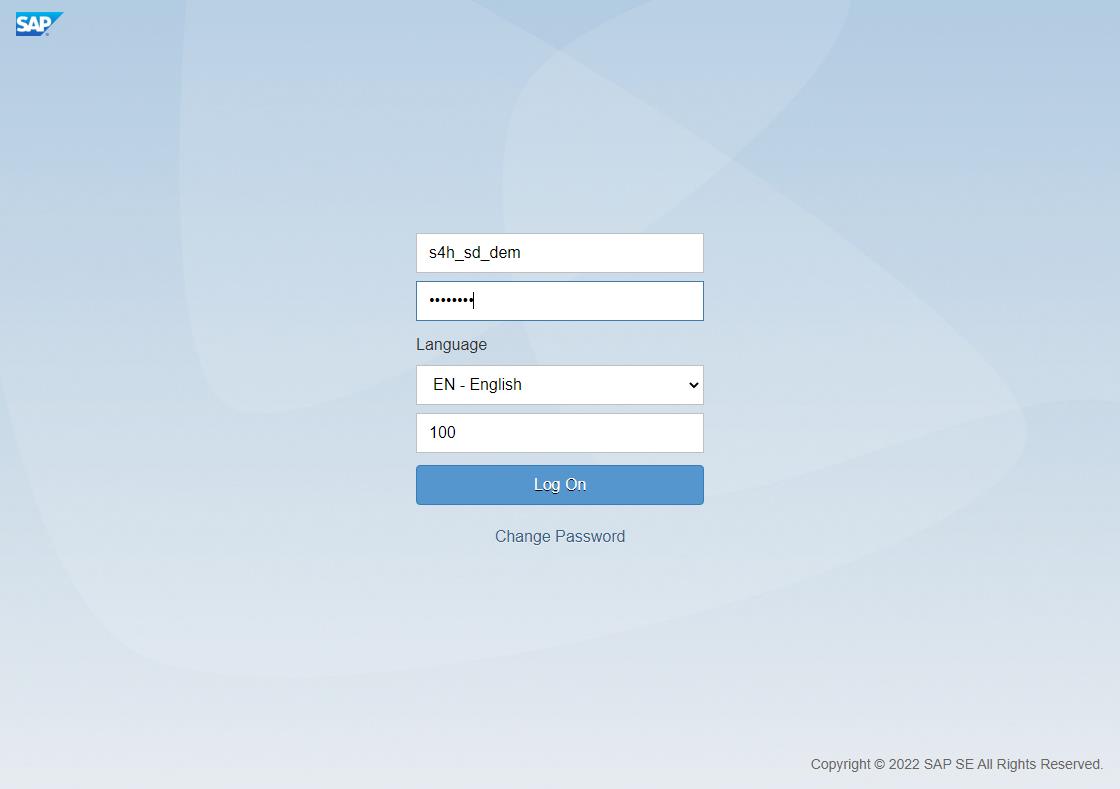 SAP
s4h_sd_dem
••••••••
Language
EN - English
100
Log On
Change Password
Copyright © 2022 SAP SE All Rights Reserved.